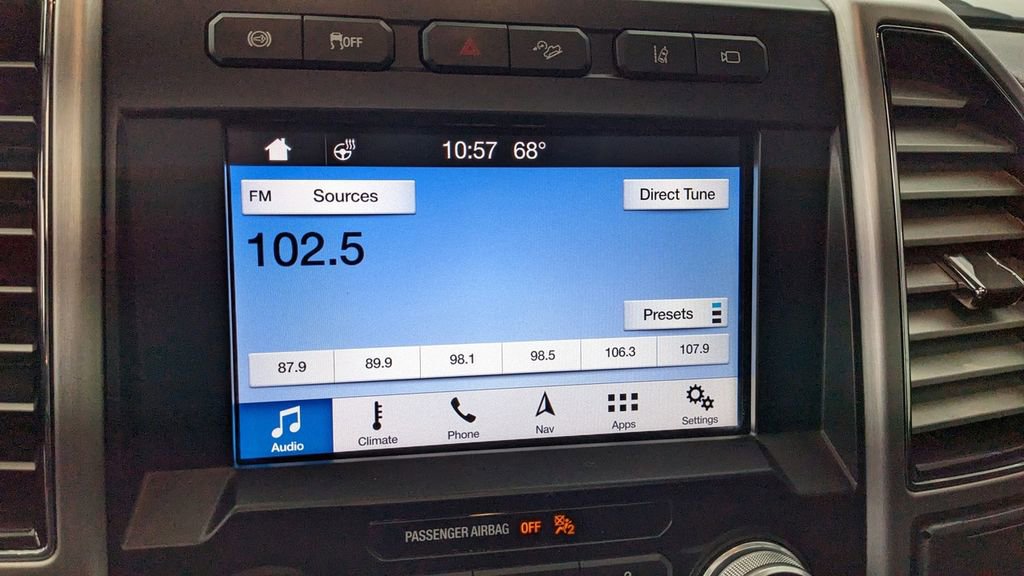 OFF
10:57 68°
FM Sources
Direct Tune
102.5
Presets
87.9 89.9 98.1 98.5 106.3 107.9
Audio Climate Phone Nav Apps Settings
PASSENGER AIRBAG OFF 2